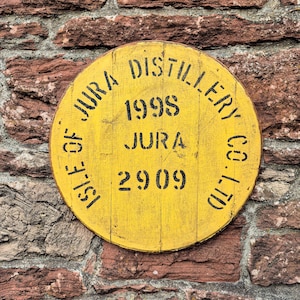 ISLE OF JURA DISTILLERY CO. LTD
1998
JURA
2909